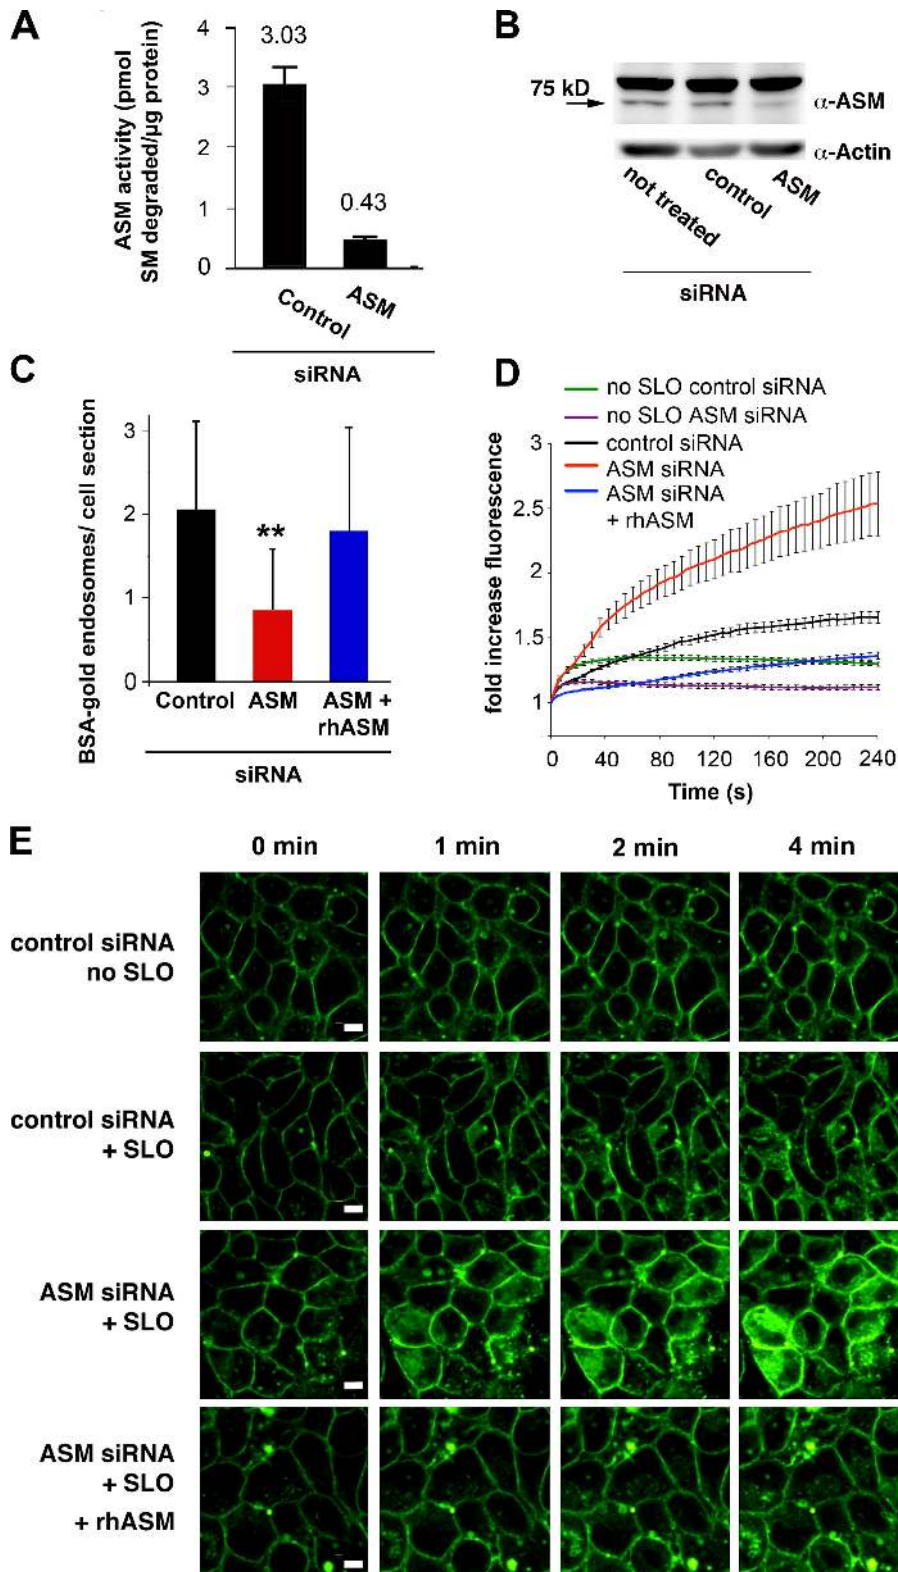 A
ASM activity (pmol
SM degraded/µg protein)
4
3
2
1
0
3.03
0.43
Control
ASM
siRNA
B
75 kD
α-ASM
α-Actin
not treated
control
ASM
siRNA
C
BSA-gold endosomes/ cell section
3
2
1
0
**
Control
ASM
ASM +
rhASM
siRNA
D
no SLO control siRNA
no SLO ASM siRNA
control siRNA
ASM siRNA
ASM siRNA
+ rhASM
fold increase fluorescence
3
2.5
2
1.5
1
0 40 80 120 160 200 240
Time (s)
E
0 min 1 min 2 min 4 min
control siRNA
no SLO
control siRNA
+ SLO
ASM siRNA
+ SLO
ASM siRNA
+ SLO
+ rhASM